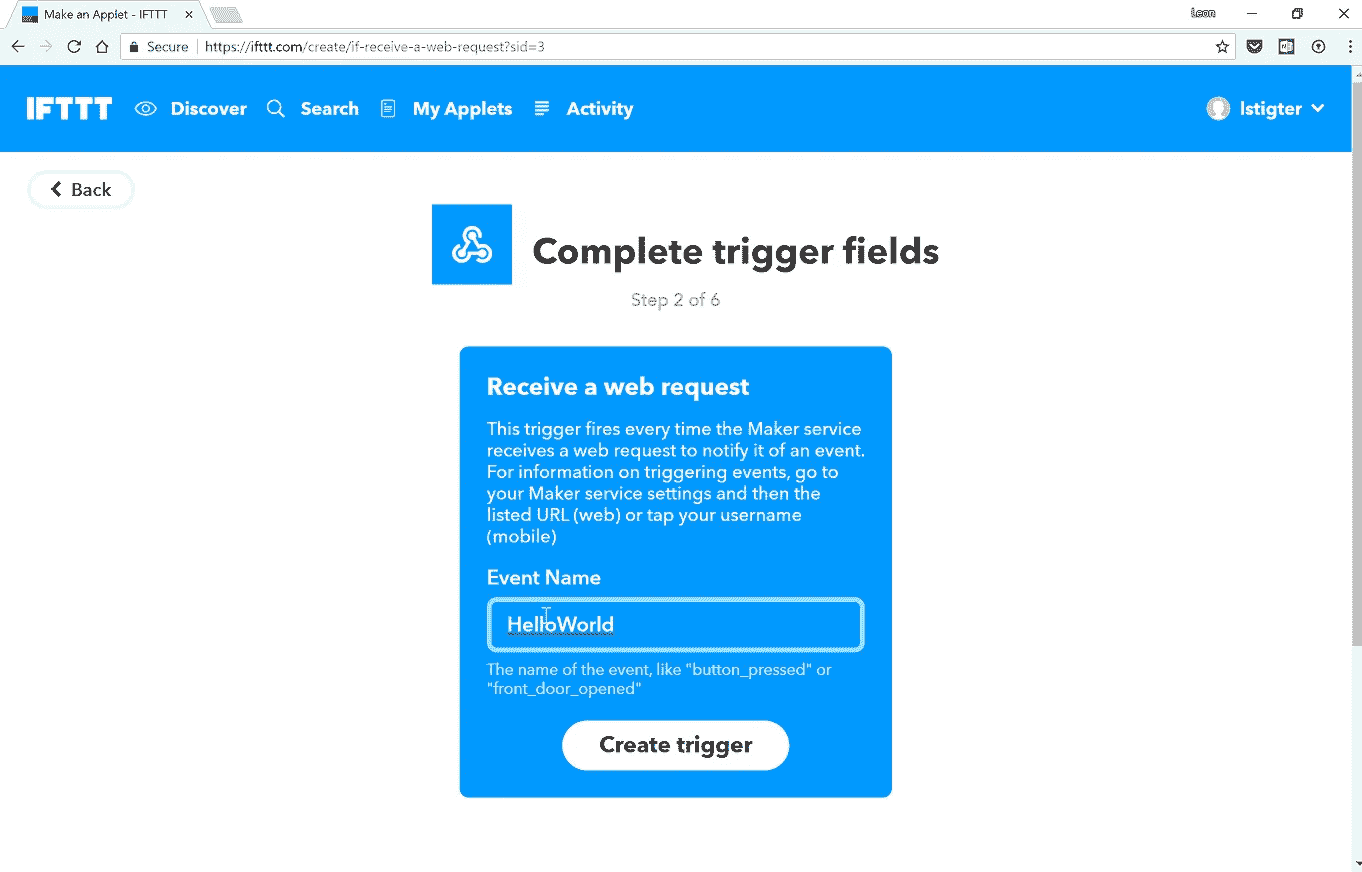 Make an Applet - IFTTT
Leon
Secure
https://ifttt.com/create/if-receive-a-web-request?sid=3
IFTTT Discover Search My Applets Activity
lstigter
Back
Complete trigger fields
Step 2 of 6
Receive a web request
This trigger fires every time the Maker service
receives a web request to notify it of an event.
For information on triggering events, go to
your Maker service settings and then the
listed URL (web) or tap your username
(mobile)
Event Name
HelloWorld
The name of the event, like "button_pressed" or
"front_door_opened"
Create trigger